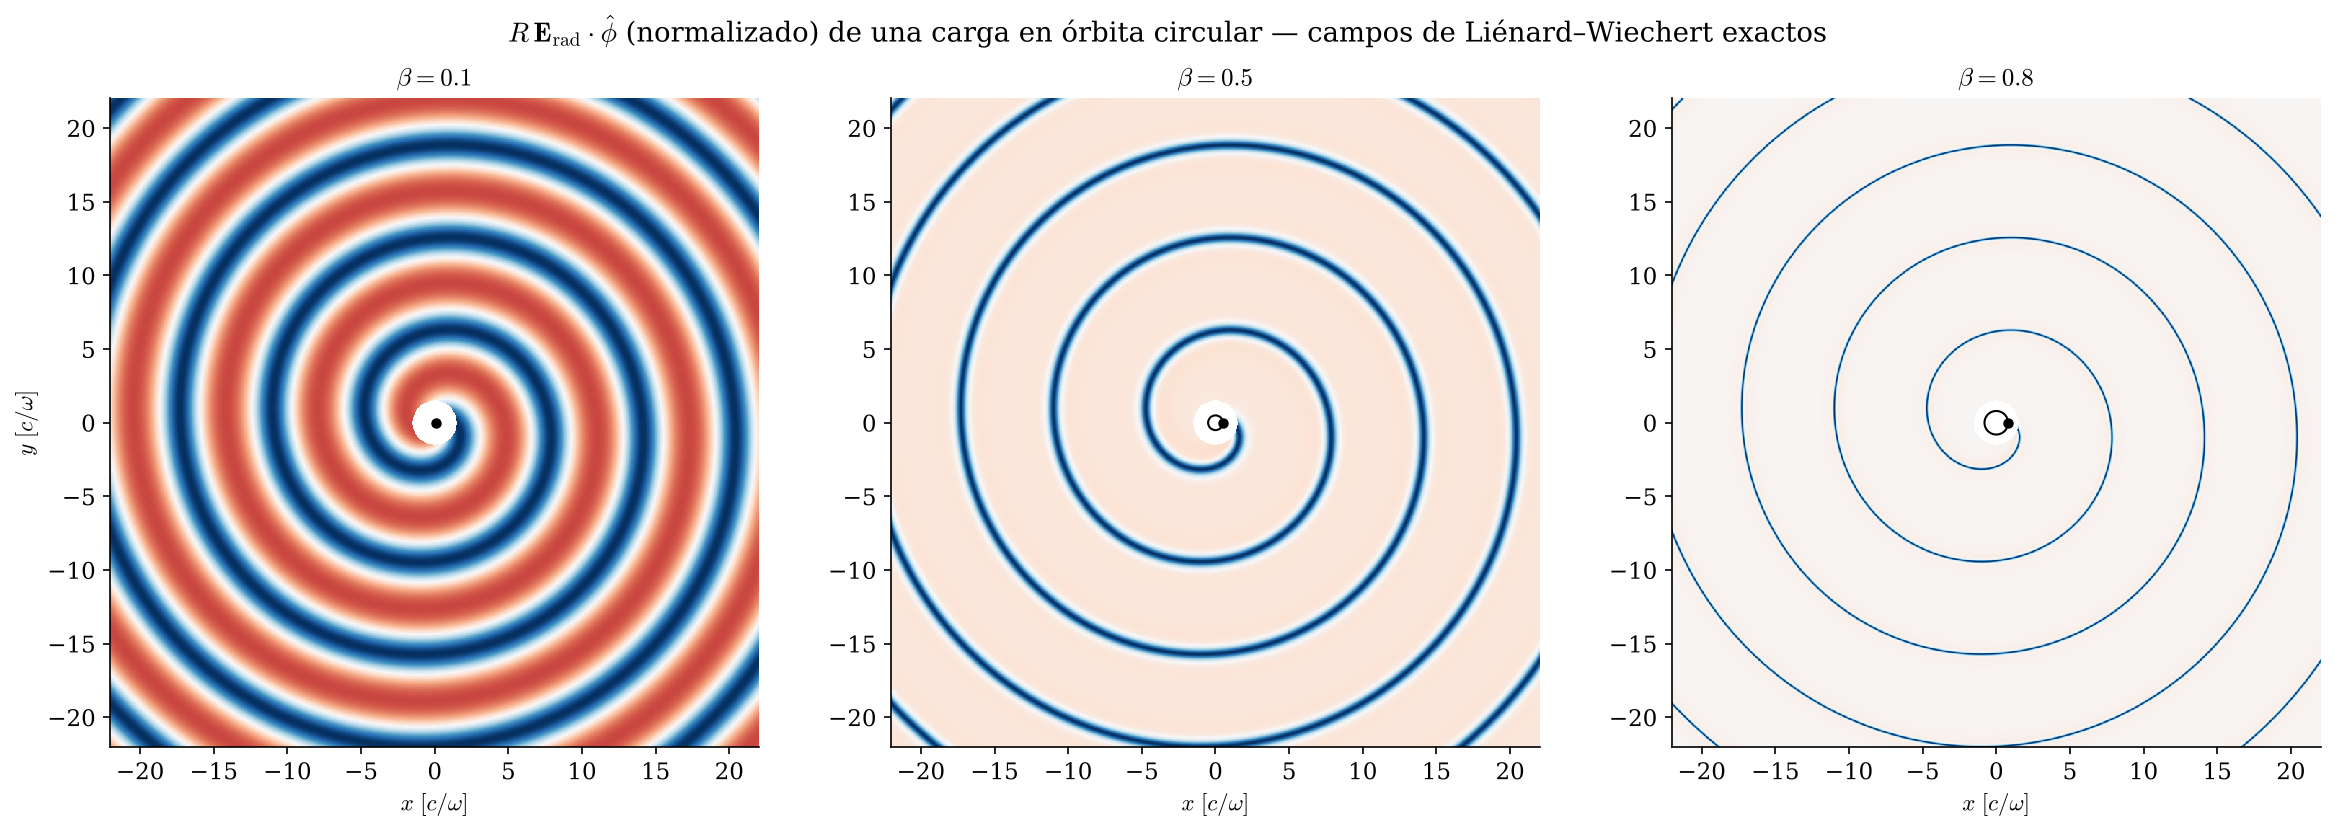 R E_rad · φ̂ (normalizado) de una carga en órbita circular — campos de Liénard–Wiechert exactos
β = 0.1
20
15
10
5
0
−5
−10
−15
−20
y [c/ω]
−20 −15 −10 −5 0 5 10 15 20
x [c/ω]
β = 0.5
20
15
10
5
0
−5
−10
−15
−20
−20 −15 −10 −5 0 5 10 15 20
x [c/ω]
β = 0.8
20
15
10
5
0
−5
−10
−15
−20
−20 −15 −10 −5 0 5 10 15 20
x [c/ω]